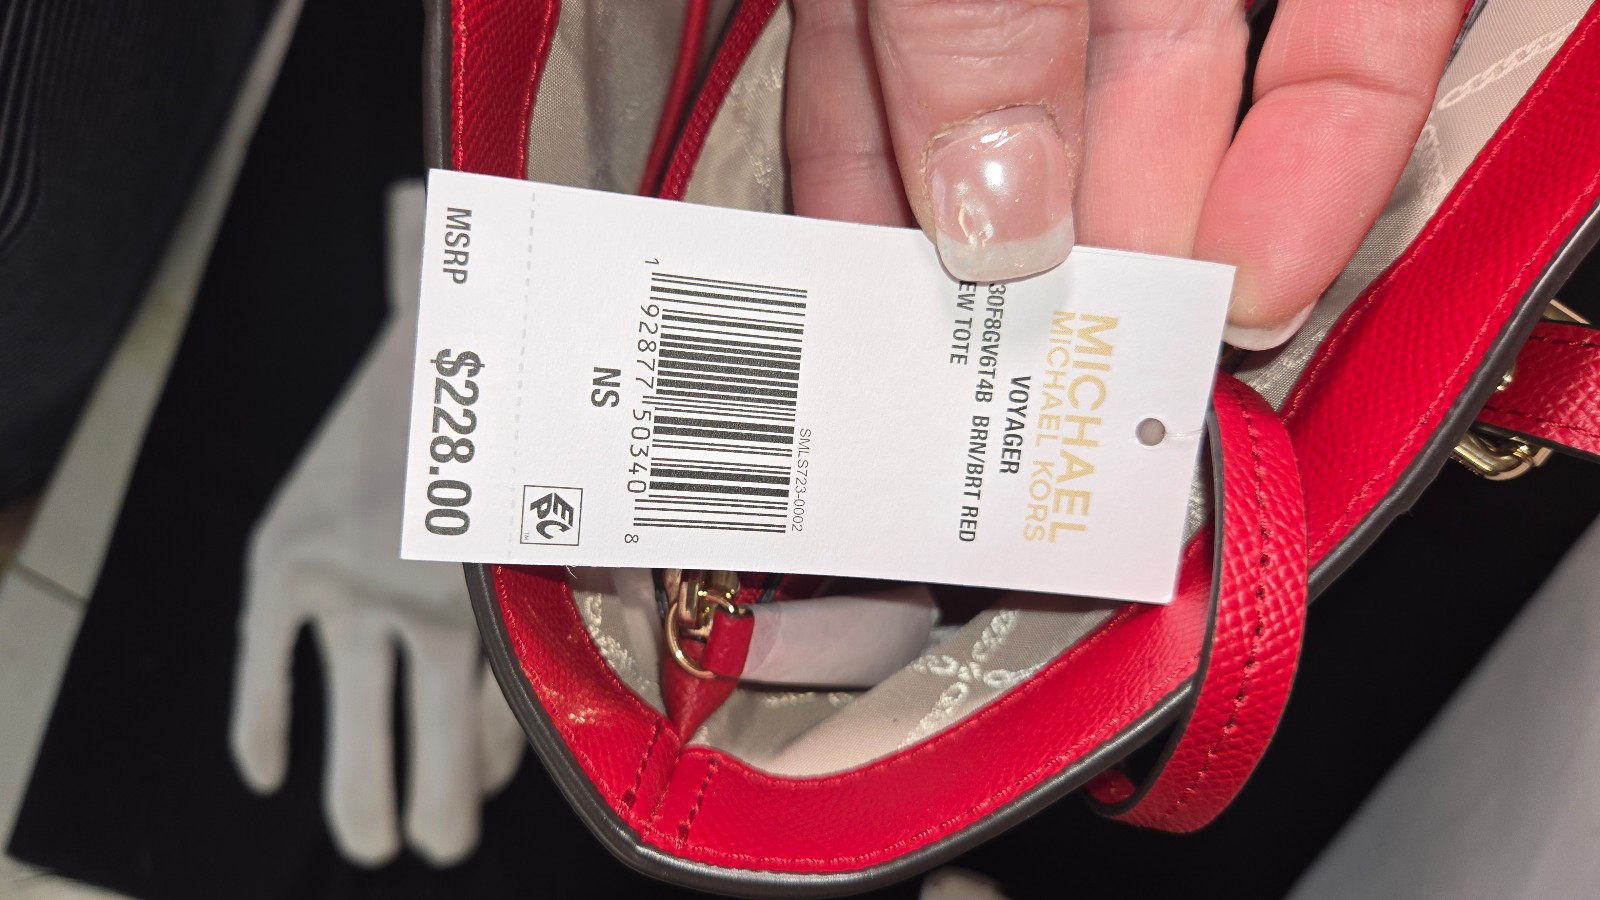 MICHAEL
MICHAEL KORS
VOYAGER
30F8GV6T4B BRN/BRT RED
EW TOTE
SMLS723-0002
1 92877 50340 8
NS
EPC
™
MSRP $228.00